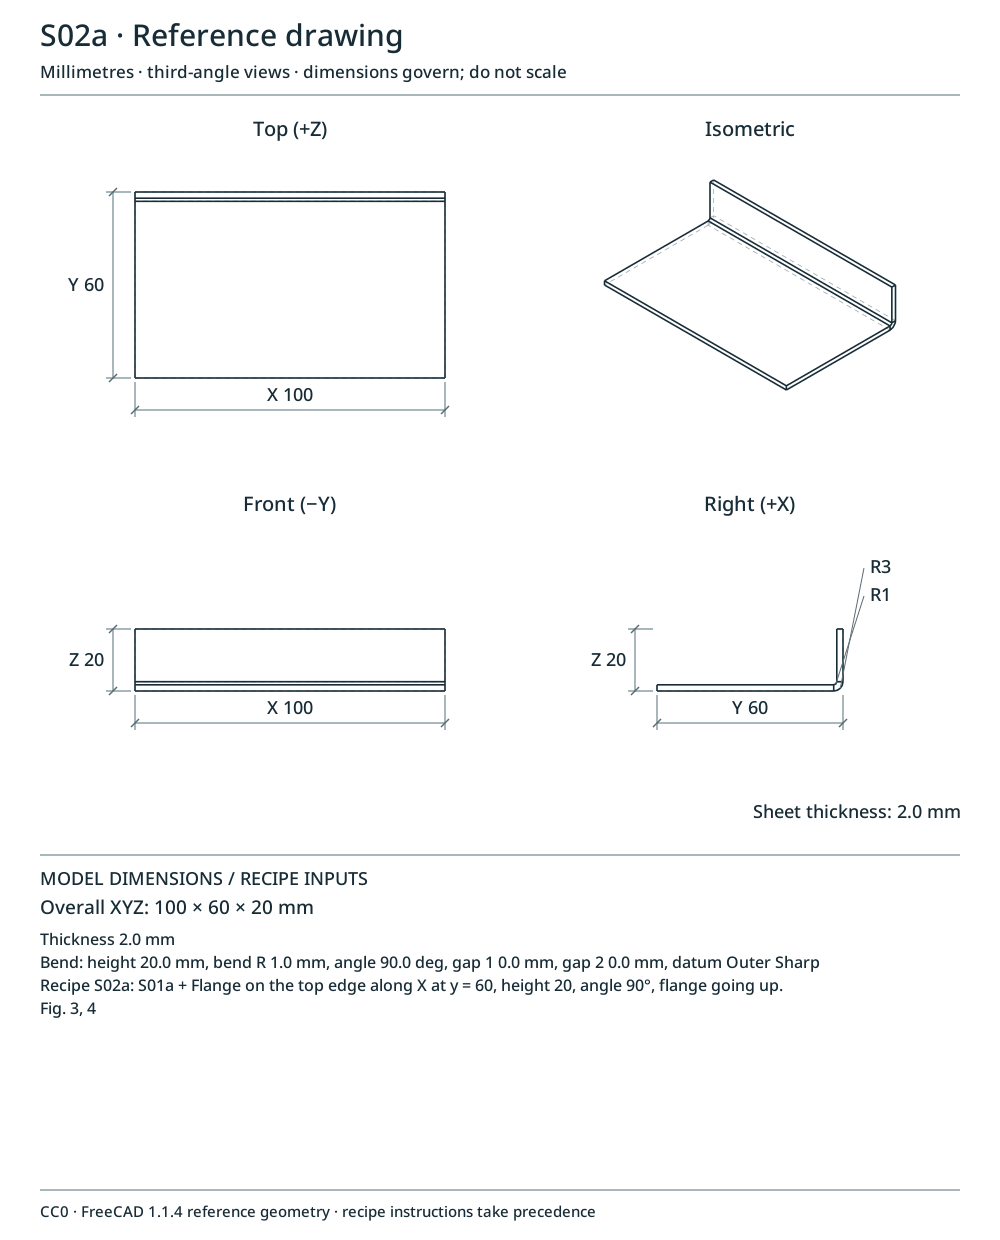 S02a · Reference drawing
Millimetres · third-angle views · dimensions govern; do not scale
Top (+Z)
Isometric
Y 60
X 100
Front (−Y)
Right (+X)
R3
R1
Z 20
X 100
Z 20
Y 60
Sheet thickness: 2.0 mm
MODEL DIMENSIONS / RECIPE INPUTS
Overall XYZ: 100 × 60 × 20 mm
Thickness 2.0 mm
Bend: height 20.0 mm, bend R 1.0 mm, angle 90.0 deg, gap 1 0.0 mm, gap 2 0.0 mm, datum Outer Sharp
Recipe S02a: S01a + Flange on the top edge along X at y = 60, height 20, angle 90°, flange going up.
Fig. 3, 4
CC0 · FreeCAD 1.1.4 reference geometry · recipe instructions take precedence